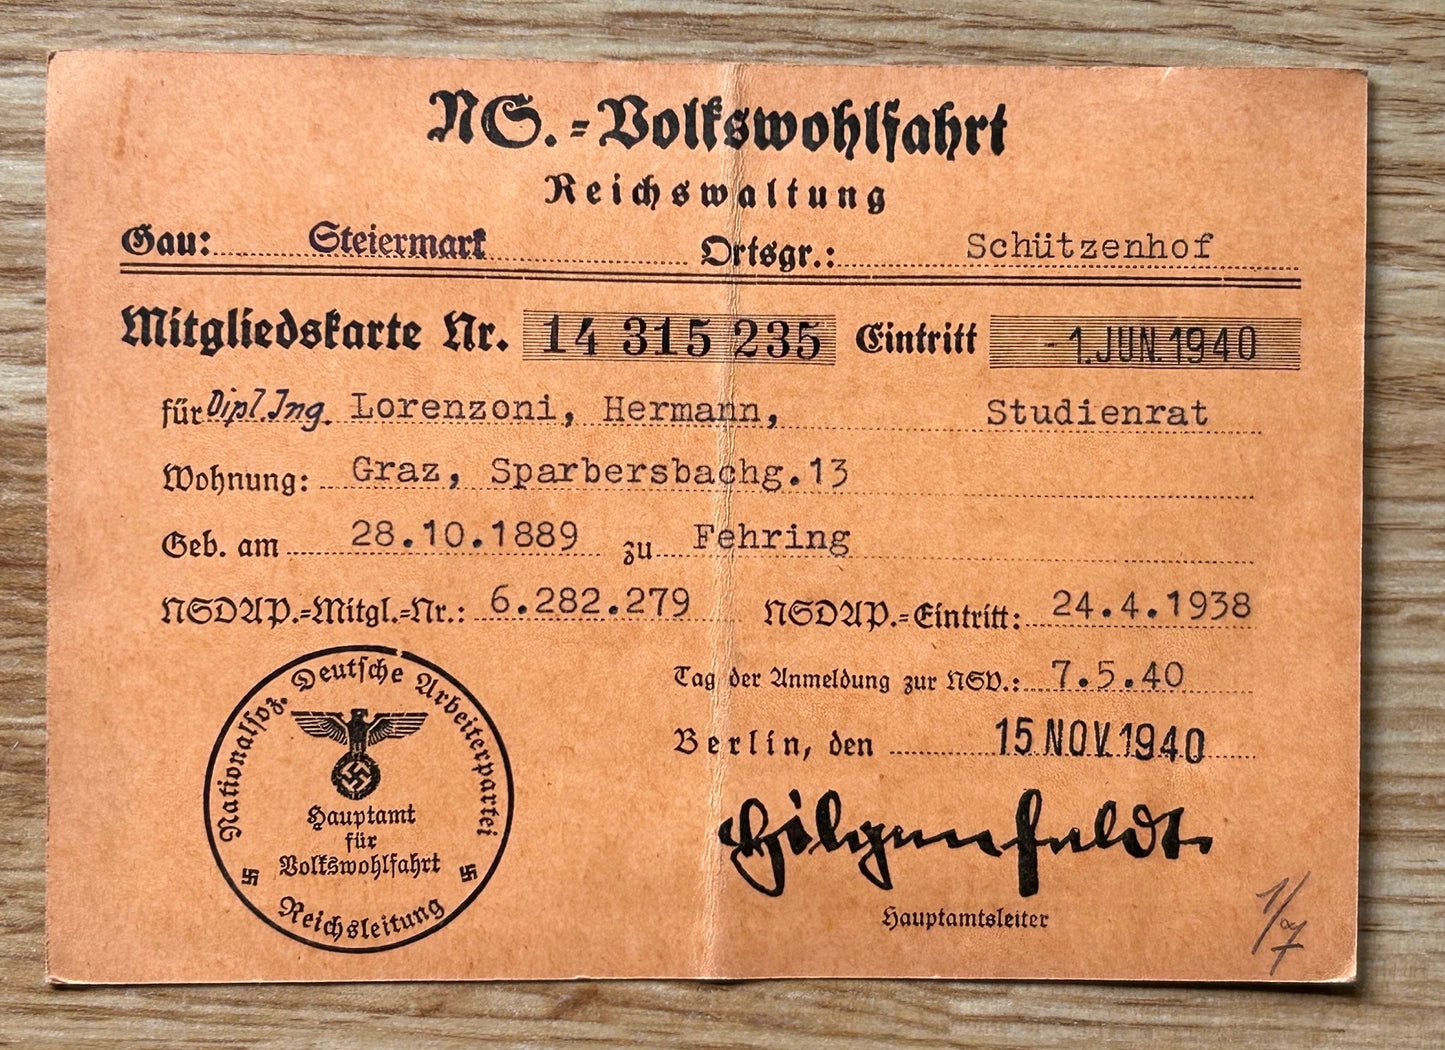 NS.-Volkswohlfahrt
Reichswaltung
Gau: Steiermark Ortsgr.: Schützenhof
Mitgliedskarte Nr. 14 315 235 Eintritt -1.JUN.1940
für Dipl.Ing. Lorenzoni, Hermann, Studienrat
Wohnung: Graz, Sparbersbachg.13
Geb. am 28.10.1889 zu Fehring
NSDAP.-Mitgl.-Nr.: 6.282.279 NSDAP.-Eintritt: 24.4.1938
Tag der Anmeldung zur NSV.: 7.5.40
Berlin, den 15 NOV.1940
Nationalsoz. Deutsche Arbeiterpartei
Hauptamt
für
Volkswohlfahrt
Reichsleitung
Hilgenfeldt.
Hauptamtsleiter
1/7